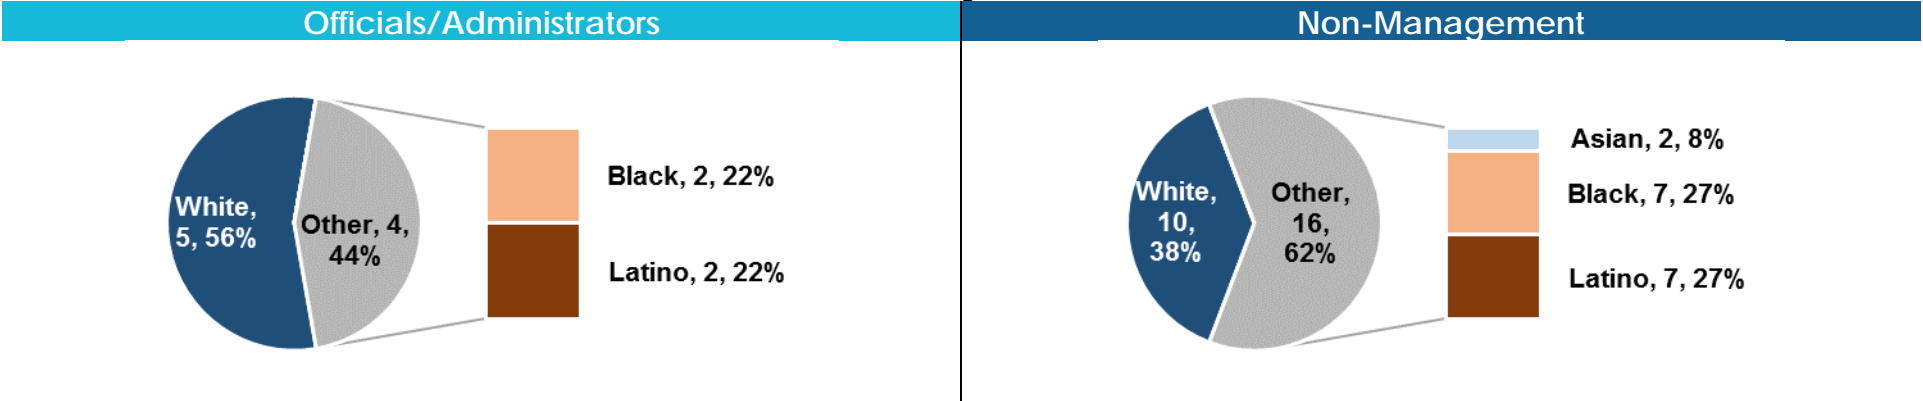 Officials/Administrators
White,
5, 56%
Other, 4,
44%
Black, 2, 22%
Latino, 2, 22%
Non-Management
White,
10,
38%
Other,
16,
62%
Asian, 2, 8%
Black, 7, 27%
Latino, 7, 27%